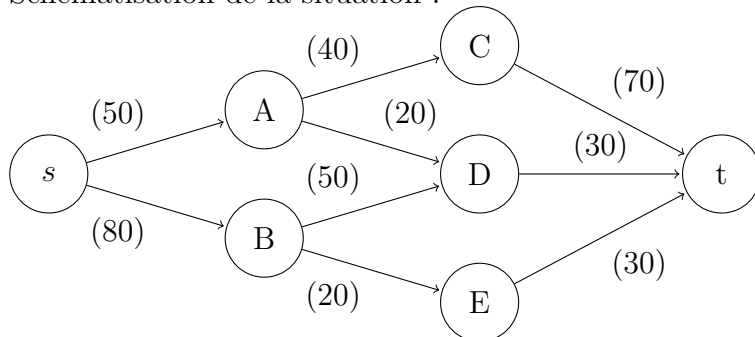 Schématisation de la situation :
C
(40)
(70)
A
(50)
(20)
(30)
s
(50)
D
t
(80)
B
(30)
(20)
E